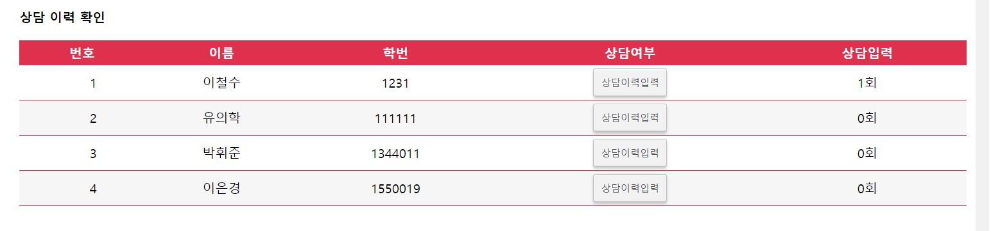 상담 이력 확인
번호 이름 학번 상담여부 상담입력
1 이철수 1231 상담이력입력 1회
2 유의학 111111 상담이력입력 0회
3 박휘준 1344011 상담이력입력 0회
4 이은경 1550019 상담이력입력 0회